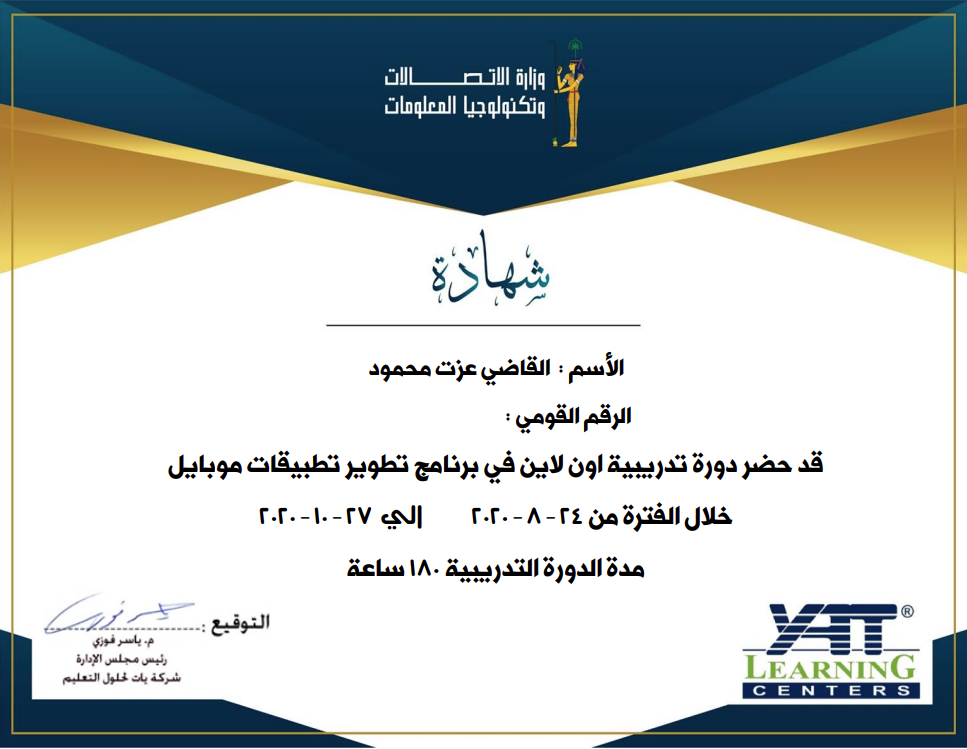 وزارة الاتصالات
وتكنولوجيا المعلومات
شهادة
الأسم : القاضي عزت محمود
الرقم القومي :
قد حضر دورة تدريبية اون لاين في برنامج تطوير تطبيقات موبايل
خلال الفترة من ٢٤ - ٨ - ٢٠٢٠ إلي ٢٧ - ١٠ - ٢٠٢٠
مدة الدورة التدريبية ١٨٠ ساعة
التوقيع :
م. ياسر فوزي
رئيس مجلس الإدارة
شركة يات لحلول التعليم
YAT®
LEARNING
CENTERS